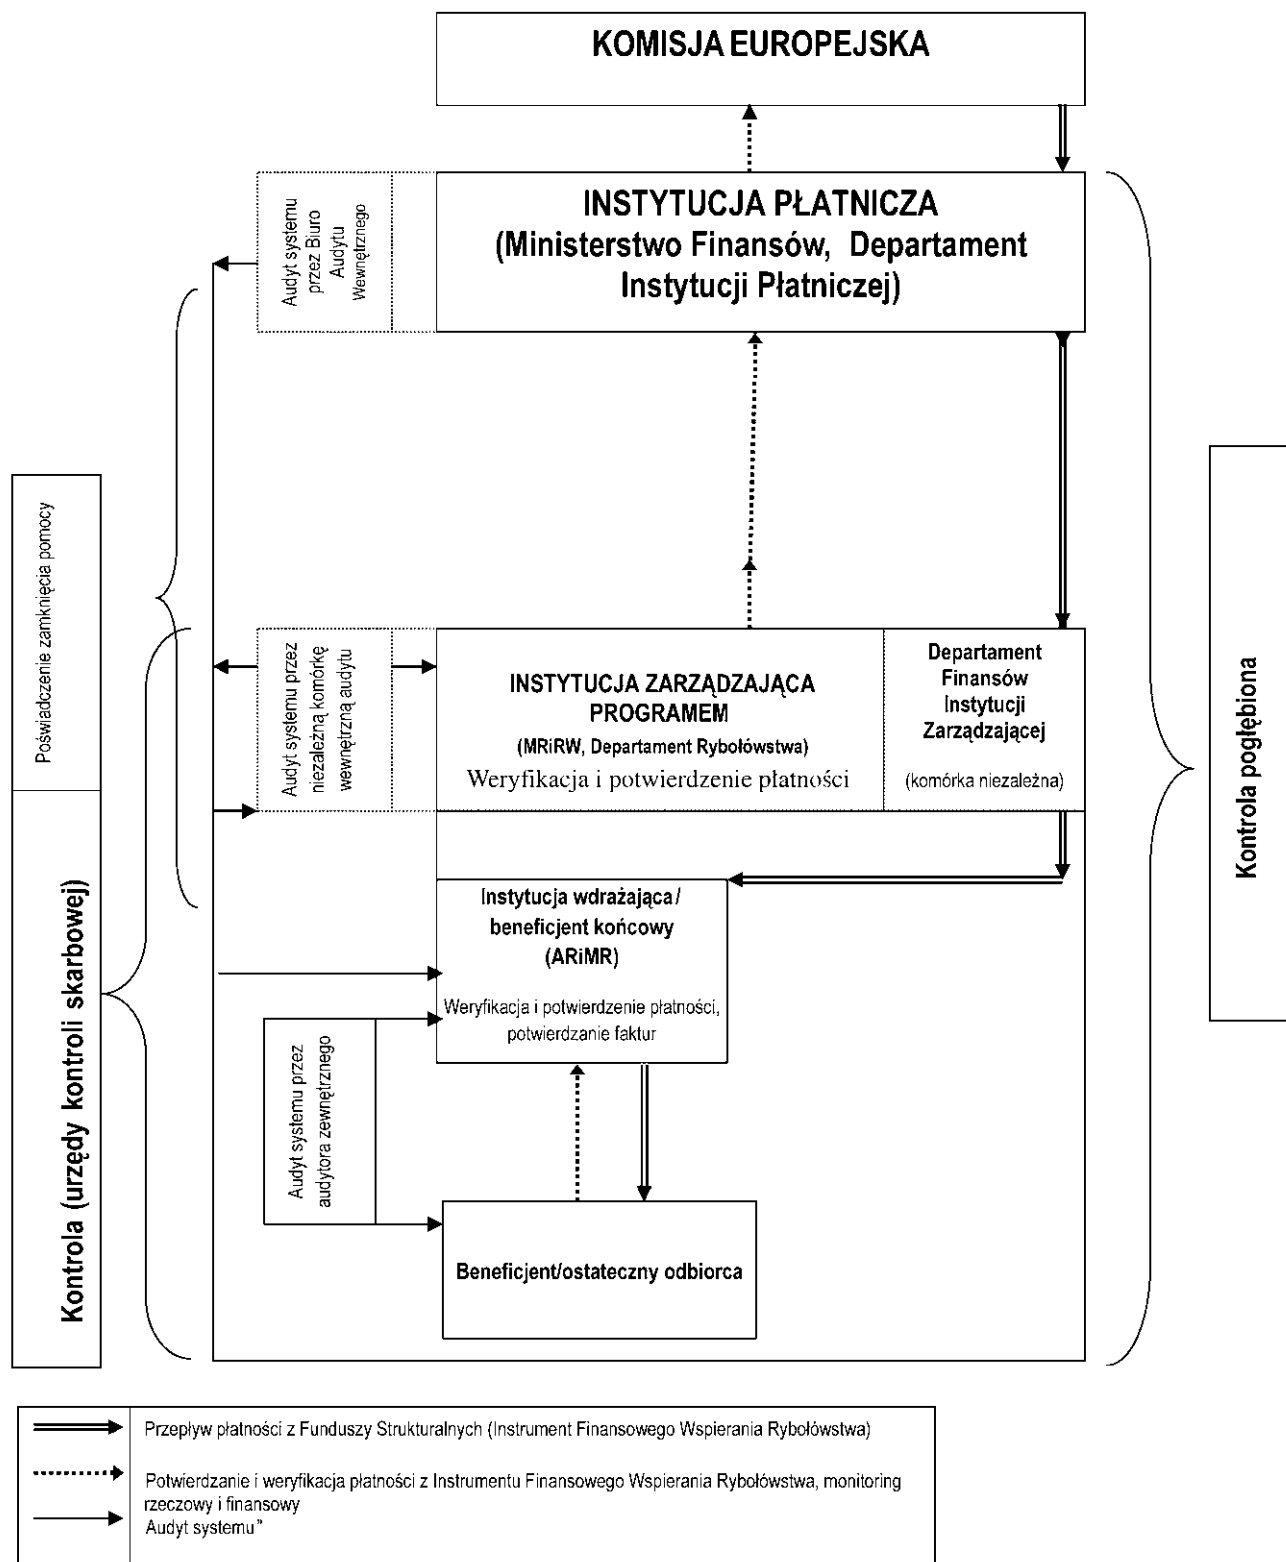 KOMISJA EUROPEJSKA
Audyt systemu
przez Biuro
Audytu
Wewnętrznego
INSTYTUCJA PŁATNICZA
(Ministerstwo Finansów, Departament
Instytucji Płatniczej)
Poświadczenie zamknięcia pomocy
Kontrola (urzędy kontroli skarbowej)
Audyt systemu przez
niezależną komórkę
wewnętrzną audytu
INSTYTUCJA ZARZĄDZAJĄCA
PROGRAMEM
(MRiRW, Departament Rybołówstwa)
Weryfikacja i potwierdzenie płatności
Departament
Finansów
Instytucji
Zarządzającej
(komórka niezależna)
Kontrola pogłębiona
Instytucja wdrażająca/
beneficjent końcowy
(ARiMR)
Weryfikacja i potwierdzenie płatności,
potwierdzanie faktur
Audyt systemu przez
audytora zewnętrznego
Beneficjent/ostateczny odbiorca
Przepływ płatności z Funduszy Strukturalnych (Instrument Finansowego Wspierania Rybołówstwa)
Potwierdzanie i weryfikacja płatności z Instrumentu Finansowego Wspierania Rybołówstwa, monitoring
rzeczowy i finansowy
Audyt systemu”